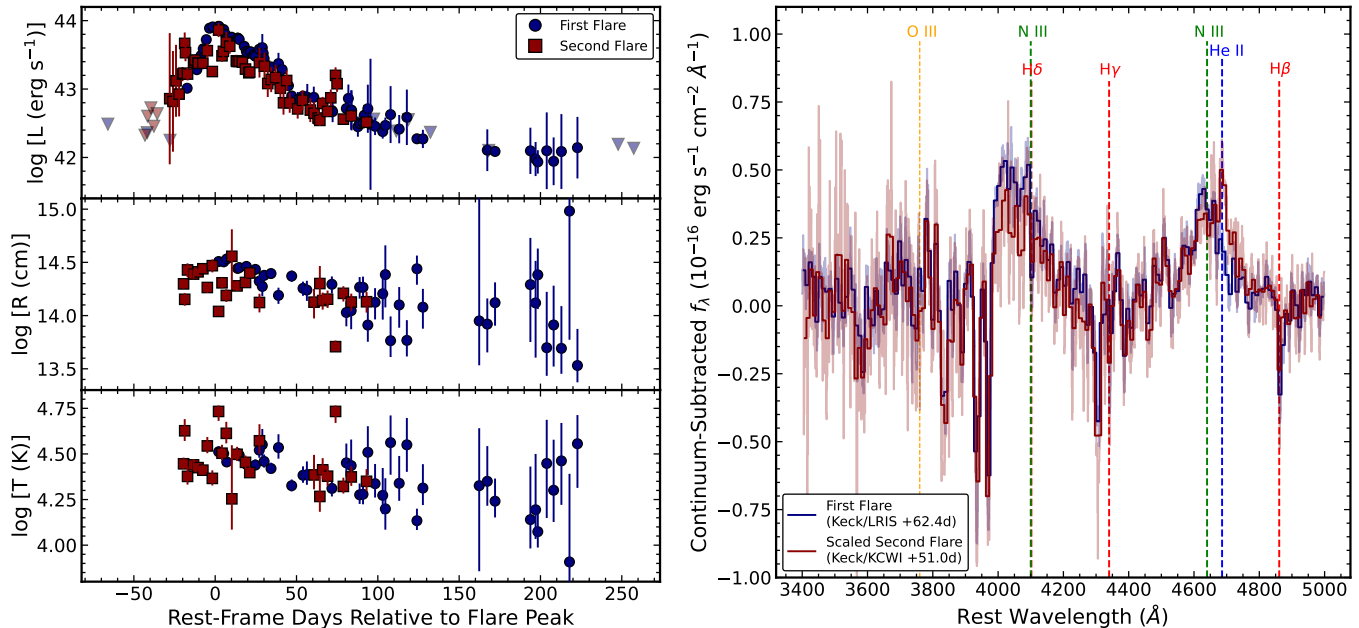 log [L (erg s⁻¹)]
44
43
42
First Flare
Second Flare
log [R (cm)]
15.0
14.5
14.0
13.5
log [T (K)]
4.75
4.50
4.25
4.00
−50
0
50
100
150
200
250
Rest-Frame Days Relative to Flare Peak
Continuum-Subtracted fλ (10⁻¹⁶ erg s⁻¹ cm⁻² Å⁻¹)
1.00
0.75
0.50
0.25
0.00
−0.25
−0.50
−0.75
−1.00
O III
N III
N III
He II
Hδ
Hγ
Hβ
First Flare
(Keck/LRIS +62.4d)
Scaled Second Flare
(Keck/KCWI +51.0d)
3400
3600
3800
4000
4200
4400
4600
4800
5000
Rest Wavelength (Å)